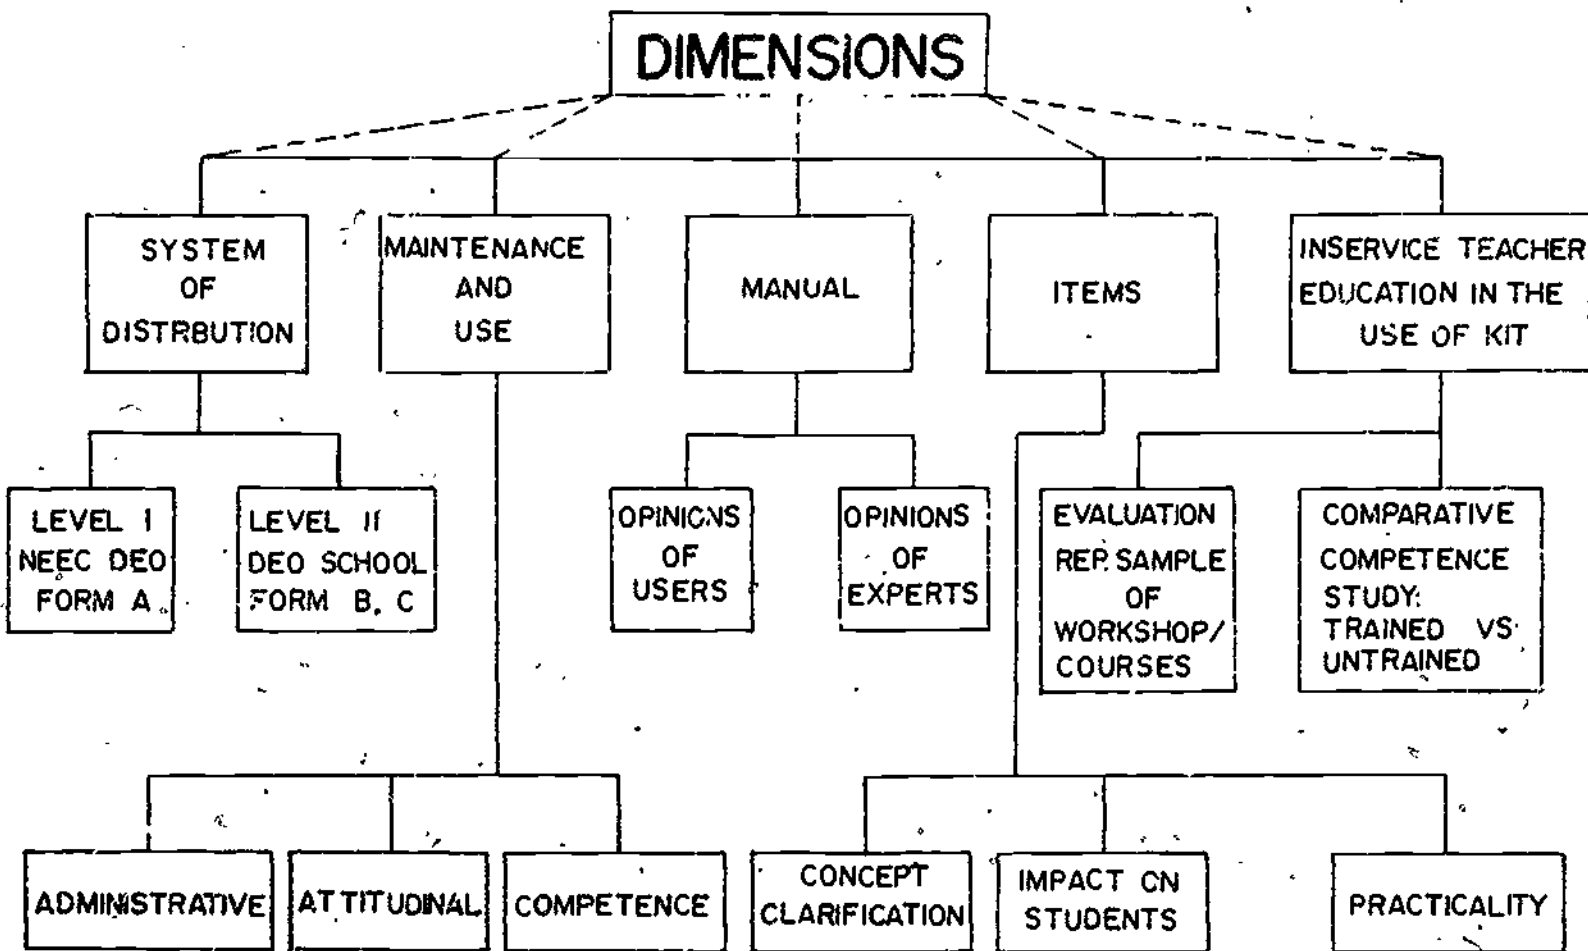 DIMENSIONS
SYSTEM
OF
DISTRBUTION
MAINTENANCE
AND
USE
MANUAL
ITEMS
INSERVICE TEACHER
EDUCATION IN THE
USE OF KIT
LEVEL I
NEEC DEO
FORM A
LEVEL II
DEO SCHOOL
FORM B, C
OPINIONS
OF
USERS
OPINIONS
OF
EXPERTS
EVALUATION
REP. SAMPLE
OF
WORKSHOP/
COURSES
COMPARATIVE
COMPETENCE
STUDY:
TRAINED VS
UNTRAINED
ADMINISTRATIVE
ATTITUDINAL
COMPETENCE
CONCEPT
CLARIFICATION
IMPACT ON
STUDENTS
PRACTICALITY